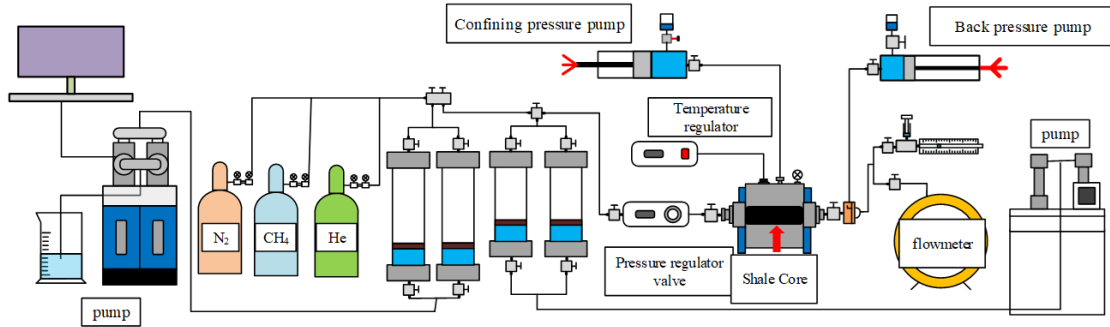 Confining pressure pump
Back pressure pump
Temperature
regulator
pump
N₂
CH₄
He
Pressure regulator
valve
Shale Core
flowmeter
pump